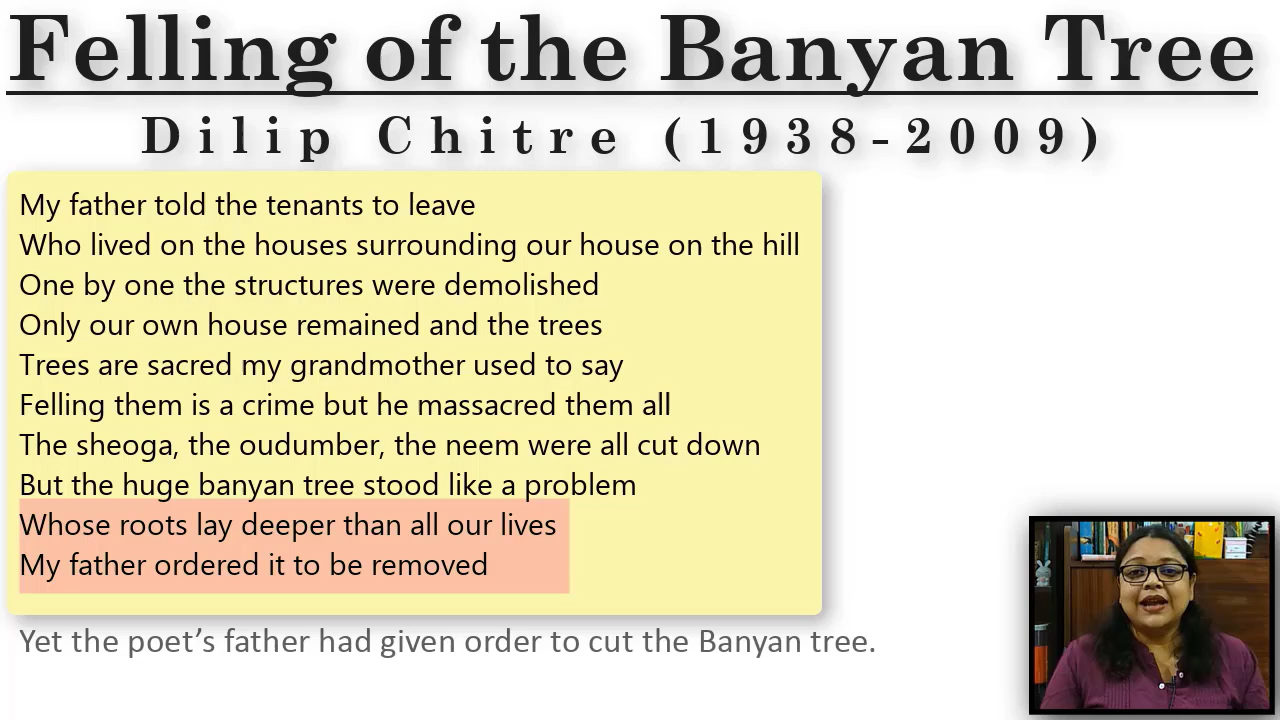 Felling of the Banyan Tree
Dilip Chitre (1938-2009)
My father told the tenants to leave
Who lived on the houses surrounding our house on the hill
One by one the structures were demolished
Only our own house remained and the trees
Trees are sacred my grandmother used to say
Felling them is a crime but he massacred them all
The sheoga, the oudumber, the neem were all cut down
But the huge banyan tree stood like a problem
Whose roots lay deeper than all our lives
My father ordered it to be removed
Yet the poet’s father had given order to cut the Banyan tree.